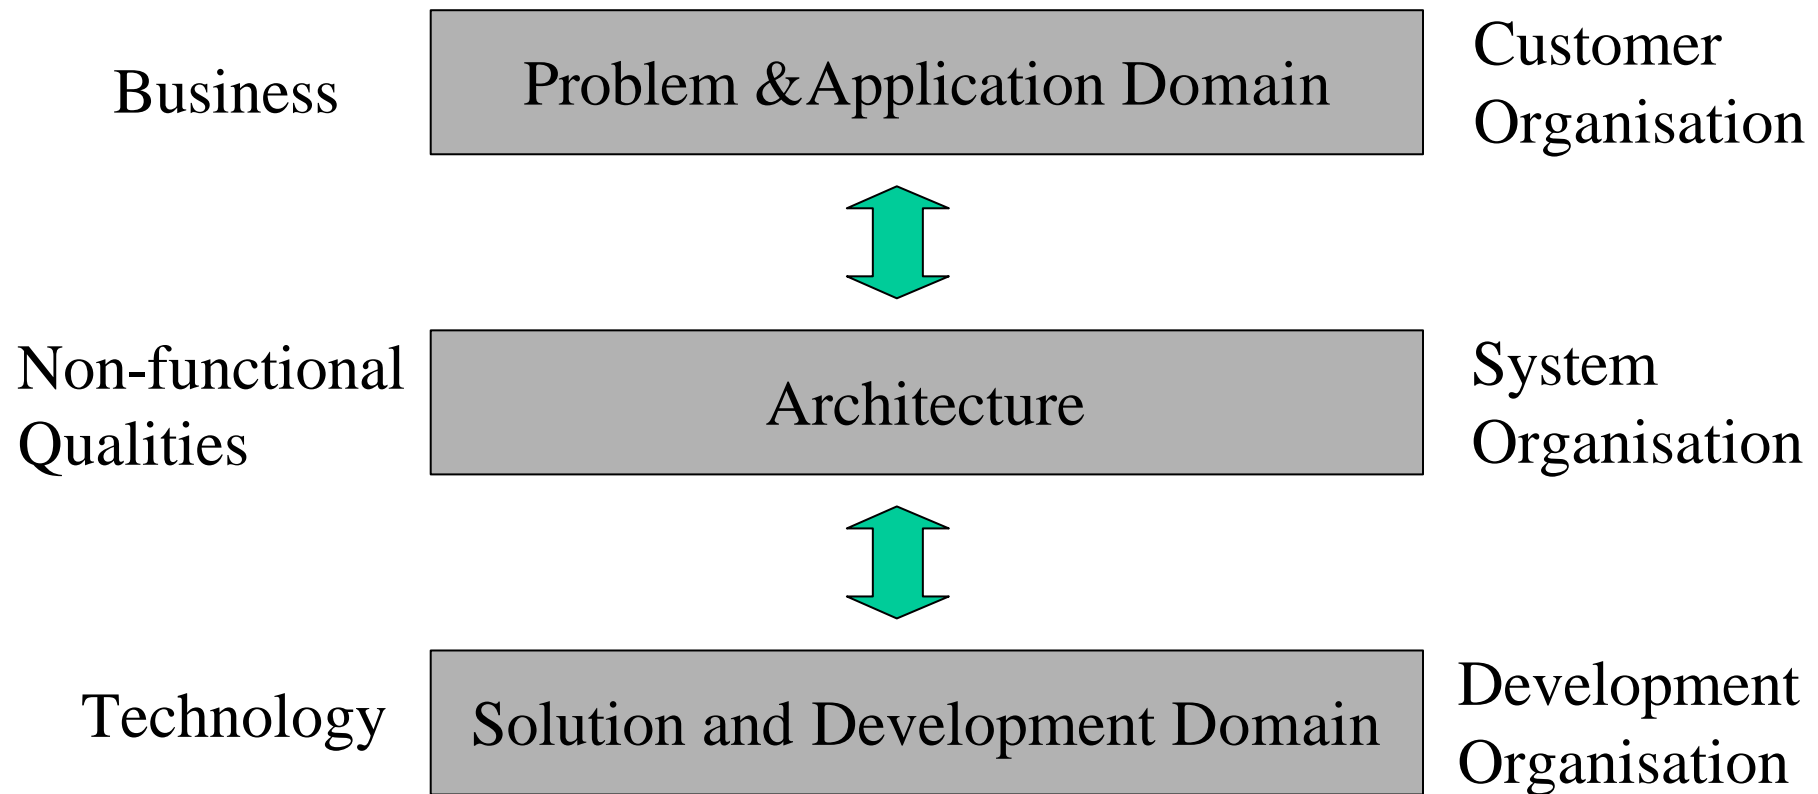 Business
Problem &Application Domain
Customer
Organisation
Non-functional
Qualities
Architecture
System
Organisation
Technology
Solution and Development Domain
Development
Organisation